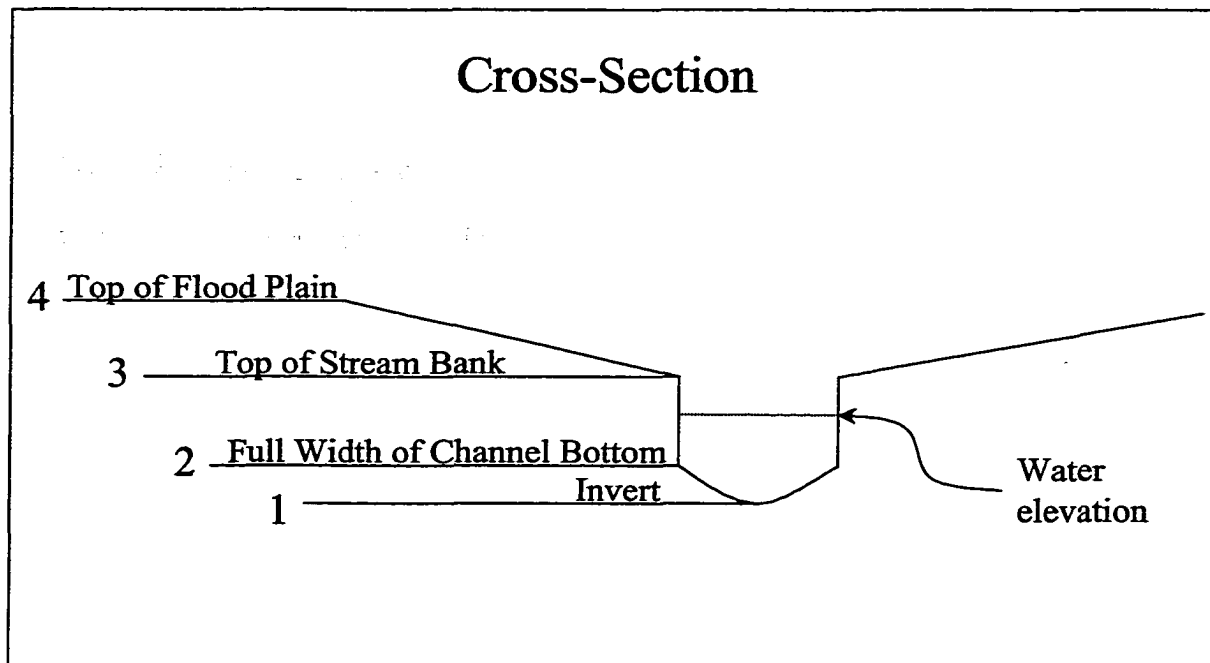 Cross-Section
4 Top of Flood Plain
3 Top of Stream Bank
2 Full Width of Channel Bottom
1 Invert
Water
elevation